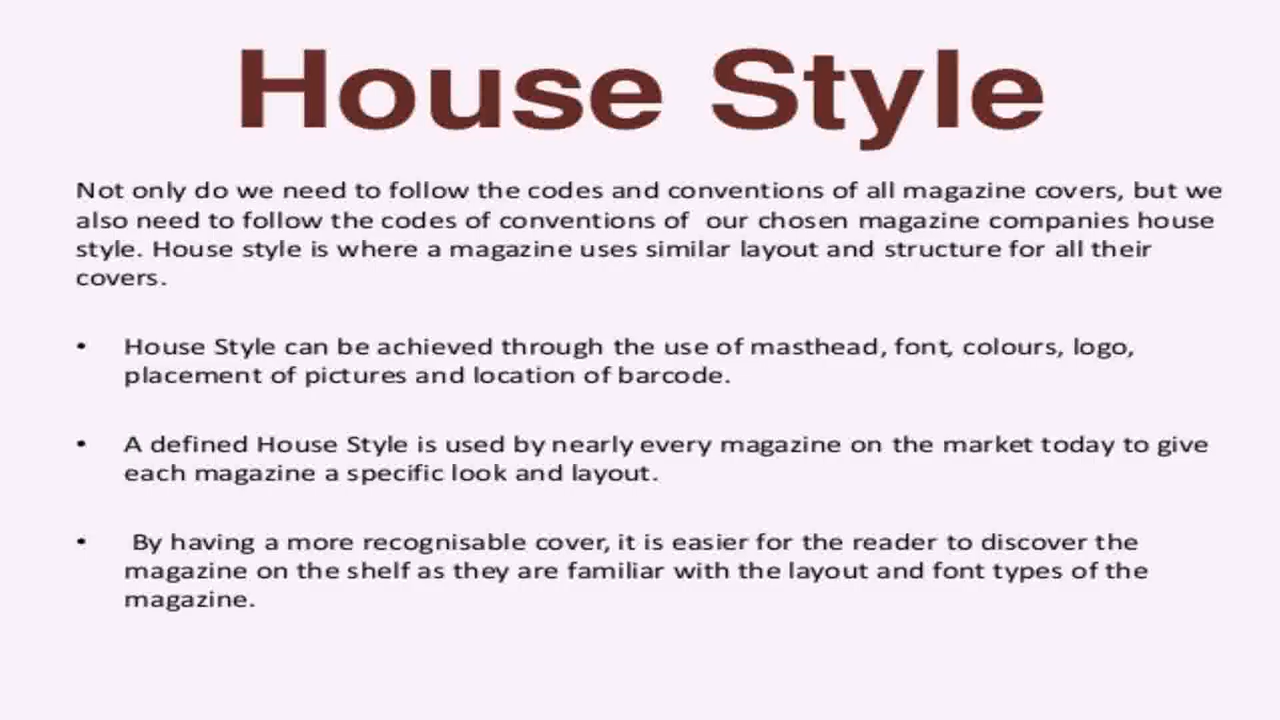 House Style
Not only do we need to follow the codes and conventions of all magazine covers, but we
also need to follow the codes of conventions of our chosen magazine companies house
style. House style is where a magazine uses similar layout and structure for all their
covers.
• House Style can be achieved through the use of masthead, font, colours, logo,
placement of pictures and location of barcode.
• A defined House Style is used by nearly every magazine on the market today to give
each magazine a specific look and layout.
• By having a more recognisable cover, it is easier for the reader to discover the
magazine on the shelf as they are familiar with the layout and font types of the
magazine.